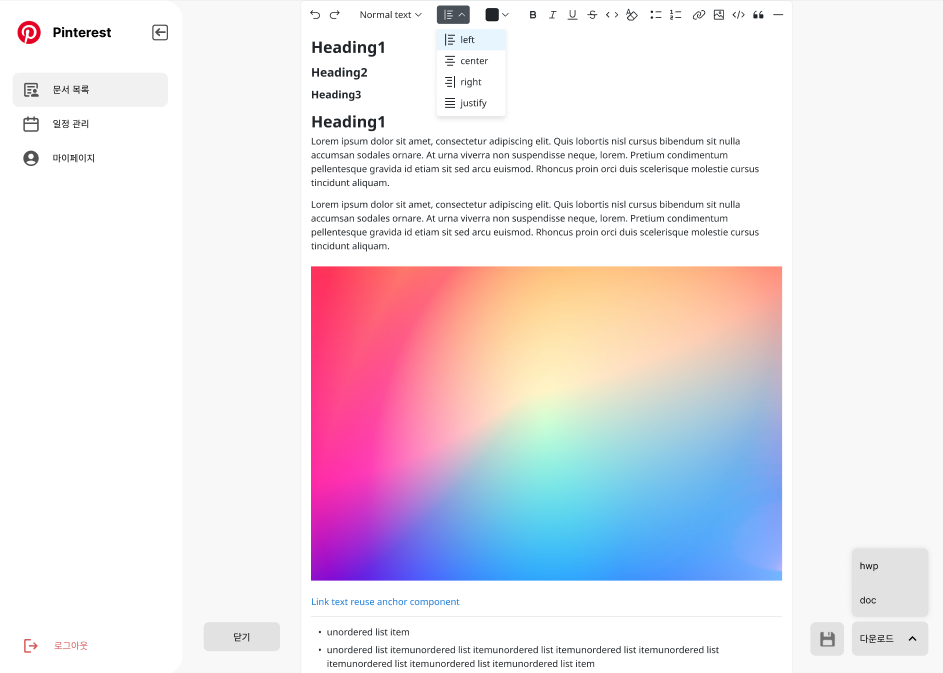 Pinterest
문서 목록
일정 관리
마이페이지
로그아웃
Normal text
B I U S
left
center
right
justify
Heading1
Heading2
Heading3
Heading1
Lorem ipsum dolor sit amet, consectetur adipiscing elit. Quis lobortis nisl cursus bibendum sit nulla
accumsan sodales ornare. At urna viverra non suspendisse neque, lorem. Pretium condimentum
pellentesque gravida id etiam sit sed arcu euismod. Rhoncus proin orci duis scelerisque molestie cursus
tincidunt aliquam.
Lorem ipsum dolor sit amet, consectetur adipiscing elit. Quis lobortis nisl cursus bibendum sit nulla
accumsan sodales ornare. At urna viverra non suspendisse neque, lorem. Pretium condimentum
pellentesque gravida id etiam sit sed arcu euismod. Rhoncus proin orci duis scelerisque molestie cursus
tincidunt aliquam.
Link text reuse anchor component
• unordered list item
• unordered list itemunordered list itemunordered list itemunordered list itemunordered list
itemunordered list itemunordered list itemunordered list item
닫기
hwp
doc
다운로드